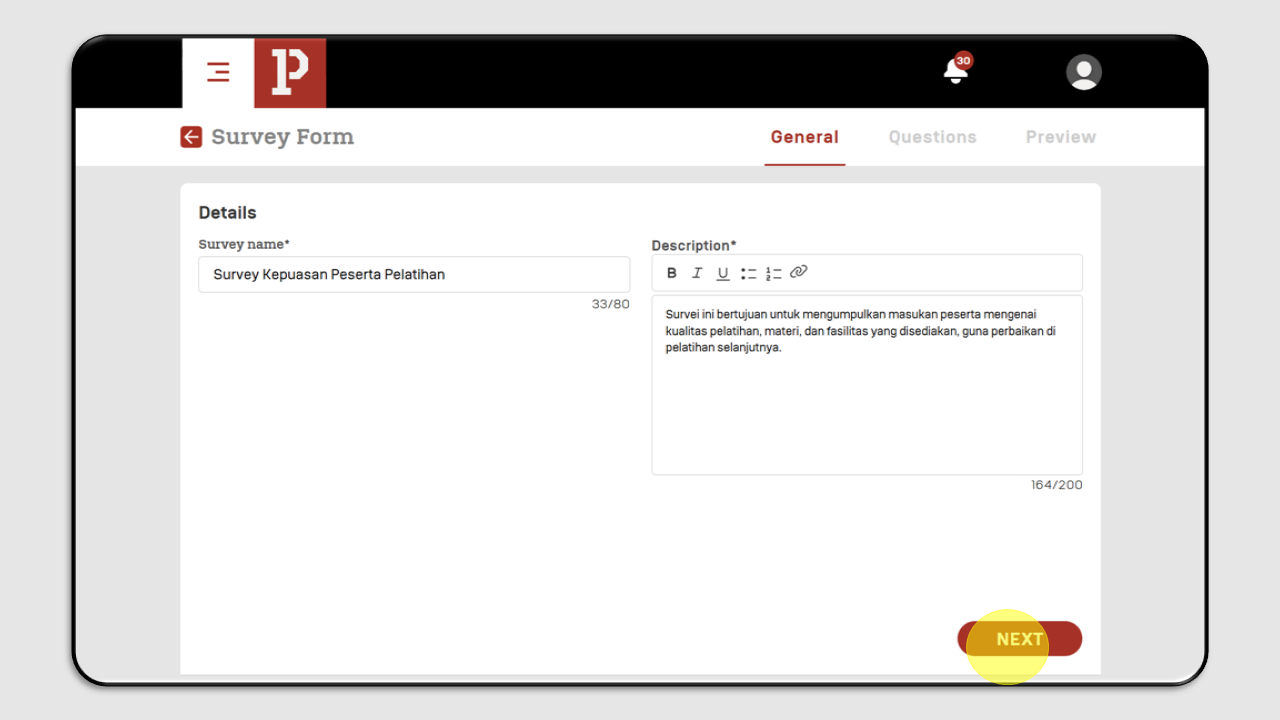 P
30
Survey Form
General
Questions
Preview
Details
Survey name*
Survey Kepuasan Peserta Pelatihan
33/80
Description*
B I U
Survei ini bertujuan untuk mengumpulkan masukan peserta mengenai
kualitas pelatihan, materi, dan fasilitas yang disediakan, guna perbaikan di
pelatihan selanjutnya.
164/200
NEXT